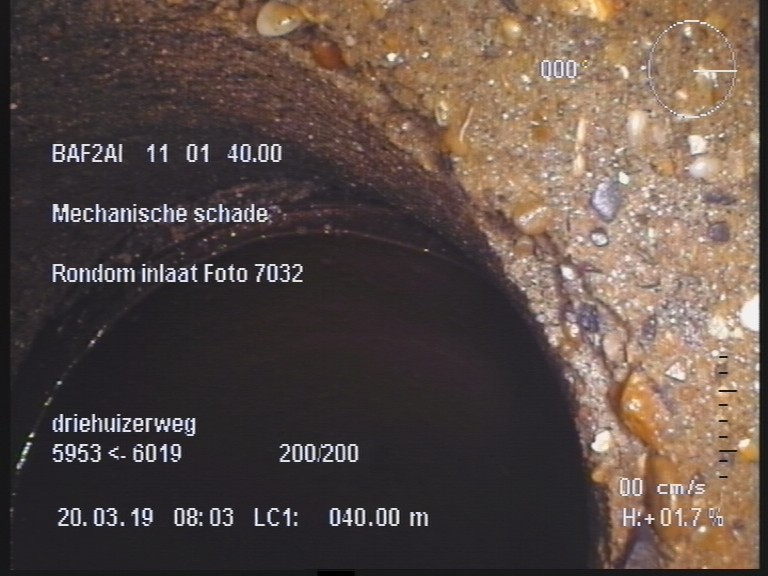 000°
BAF2AI 11 01 40.00
Mechanische schade
Rondom inlaat Foto 7032
driehuizerweg
5953 <- 6019 200/200
00 cm/s
20.03.19 08:03 LC1: 040.00 m H:+01.7 %